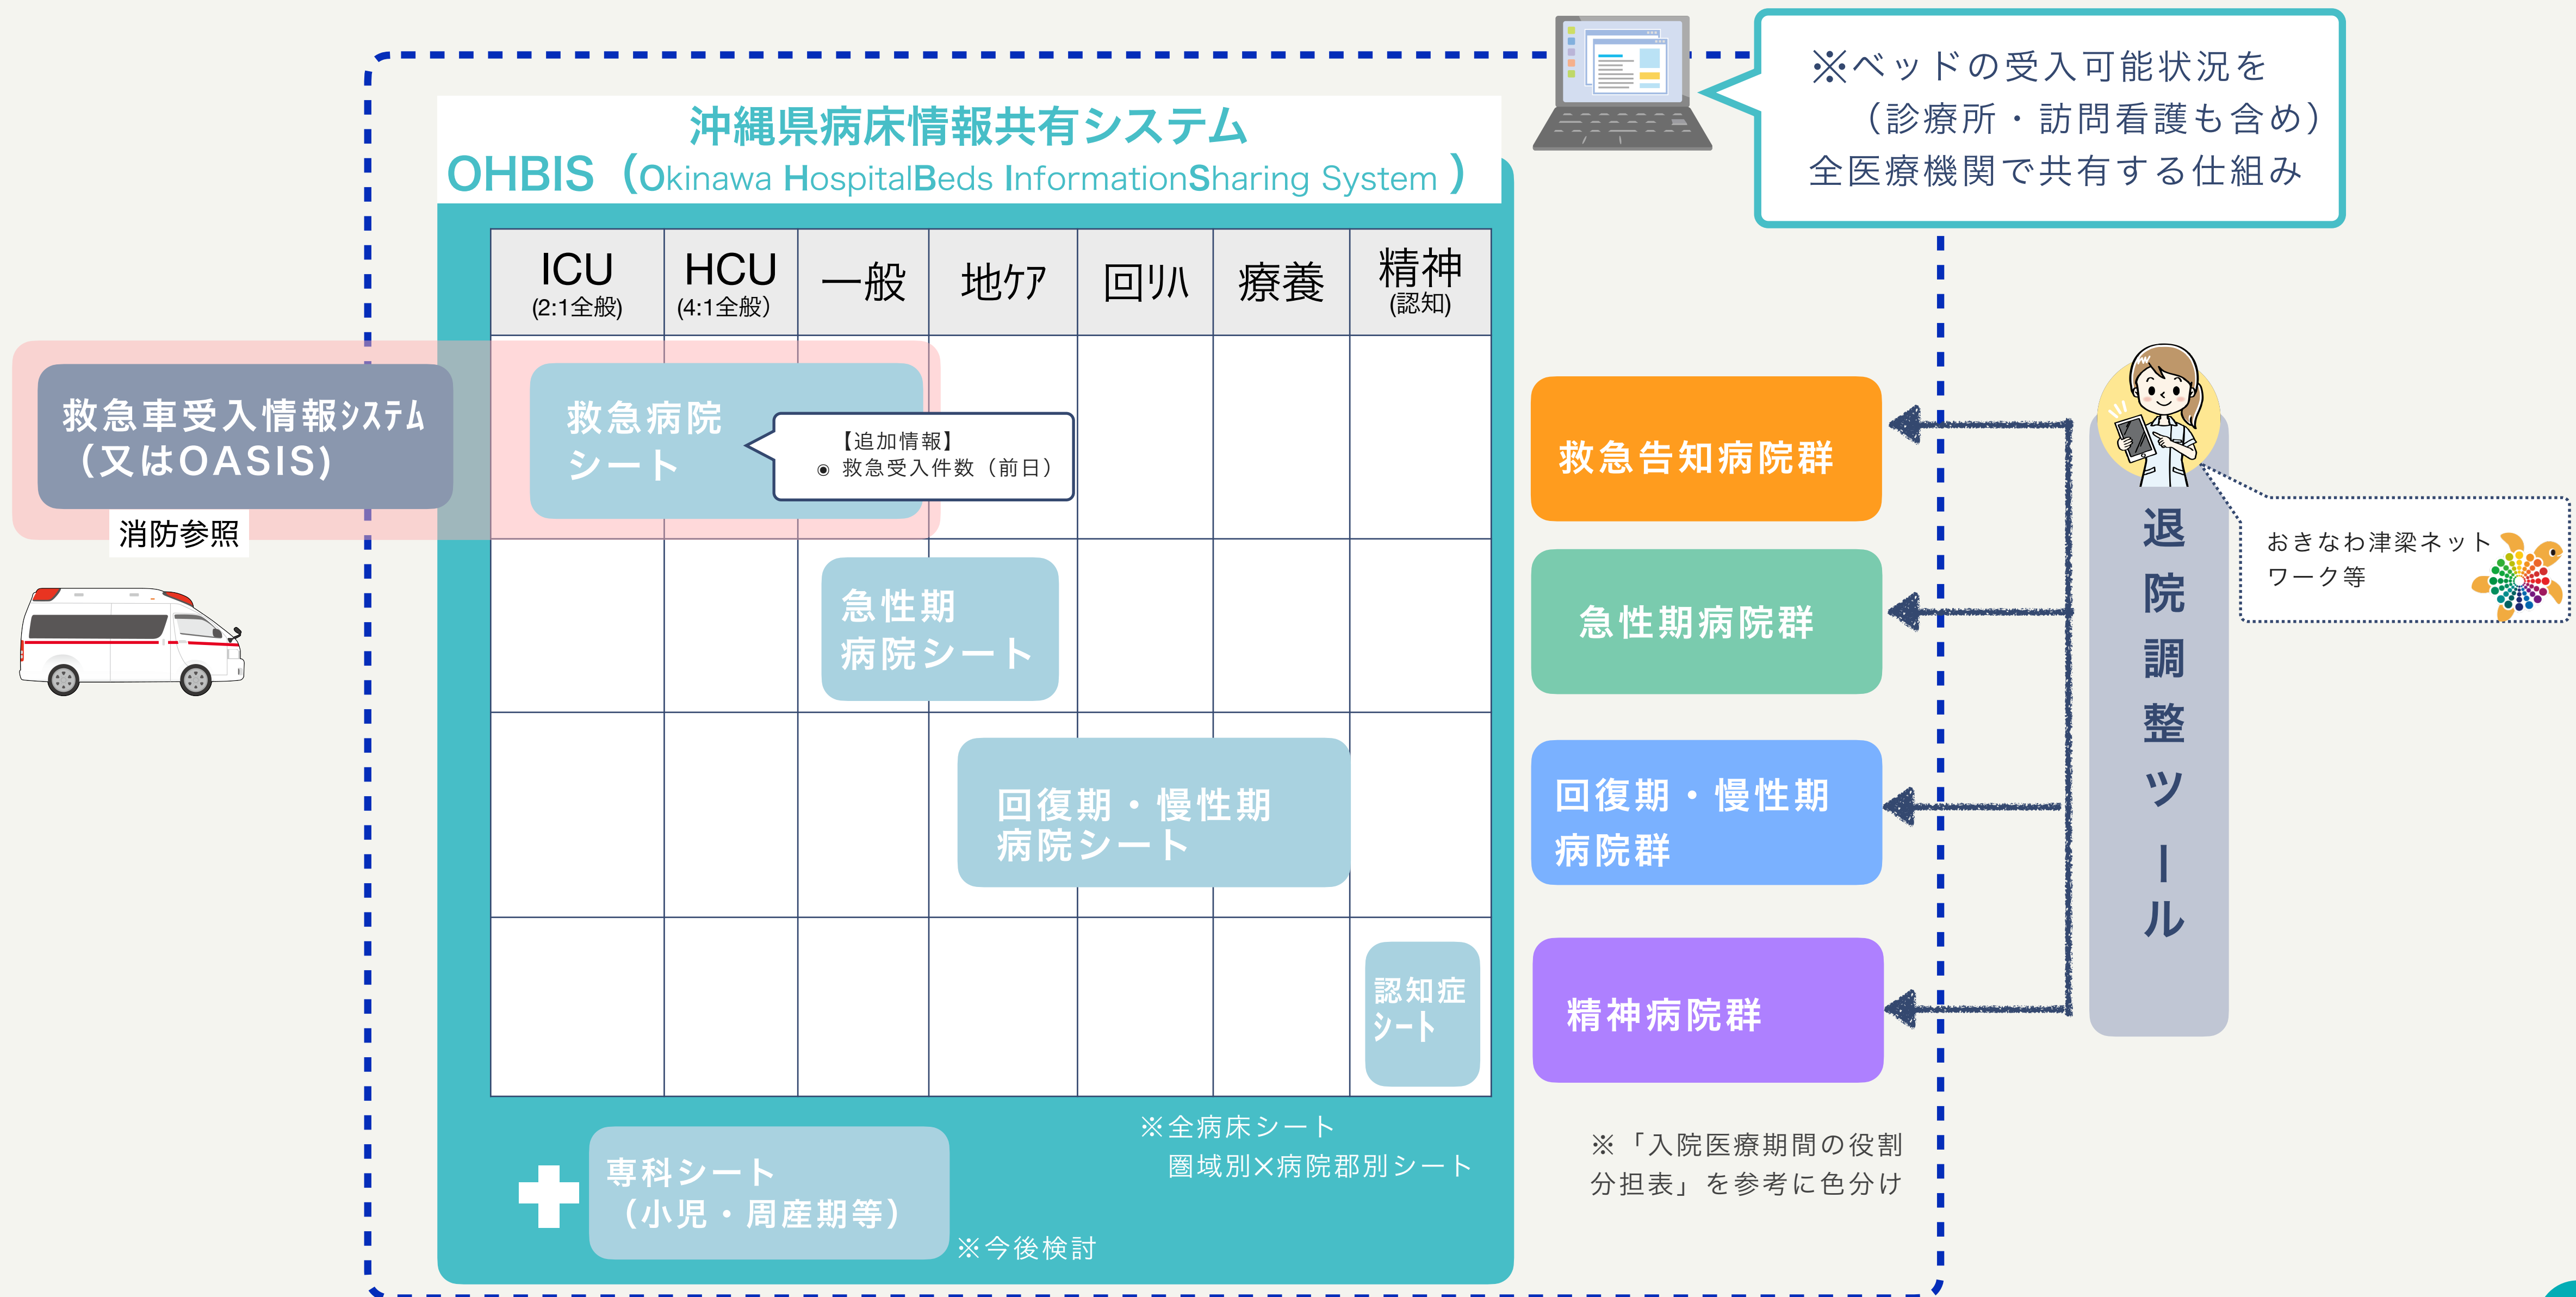 ※ベッドの受入可能状況を
（診療所・訪問看護も含め）
全医療機関で共有する仕組み
沖縄県病床情報共有システム
OHBIS（Okinawa HospitalBeds InformationSharing System ）
ICU
(2:1全般)
HCU
(4:1全般）
一般
地ｹｱ
回ﾘﾊ
療養
精神
(認知)
救急車受入情報ｼｽﾃﾑ
（又はOASIS)
消防参照
救急病院
シート
【追加情報】
◉ 救急受入件数（前日）
急性期
病院シート
回復期・慢性期
病院シート
認知症
ｼｰﾄ
専科シート
（小児・周産期等）
※今後検討
※全病床シート
圏域別×病院郡別シート
救急告知病院群
急性期病院群
回復期・慢性期
病院群
精神病院群
※「入院医療期間の役割
分担表」を参考に色分け
退院調整ツール
おきなわ津梁ネット
ワーク等